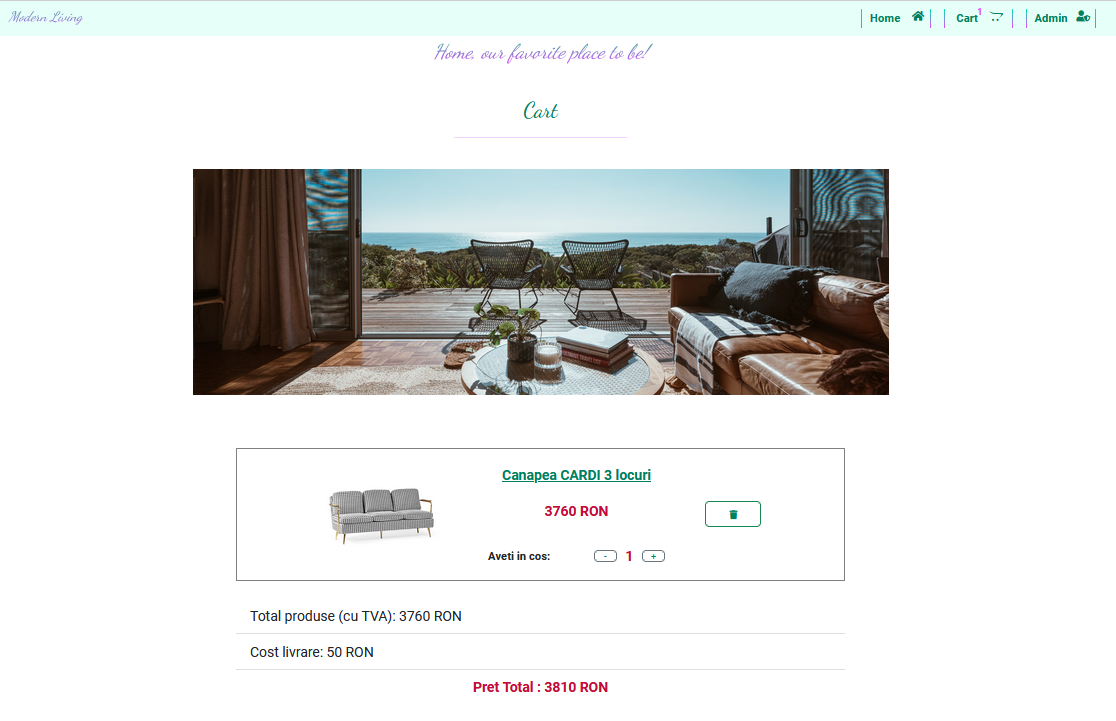 Modern Living
Home
Cart 1
Admin
Home, our favorite place to be!
Cart
Canapea CARDI 3 locuri
3760 RON
Aveti in cos:
- 1 +
Total produse (cu TVA): 3760 RON
Cost livrare: 50 RON
Pret Total : 3810 RON